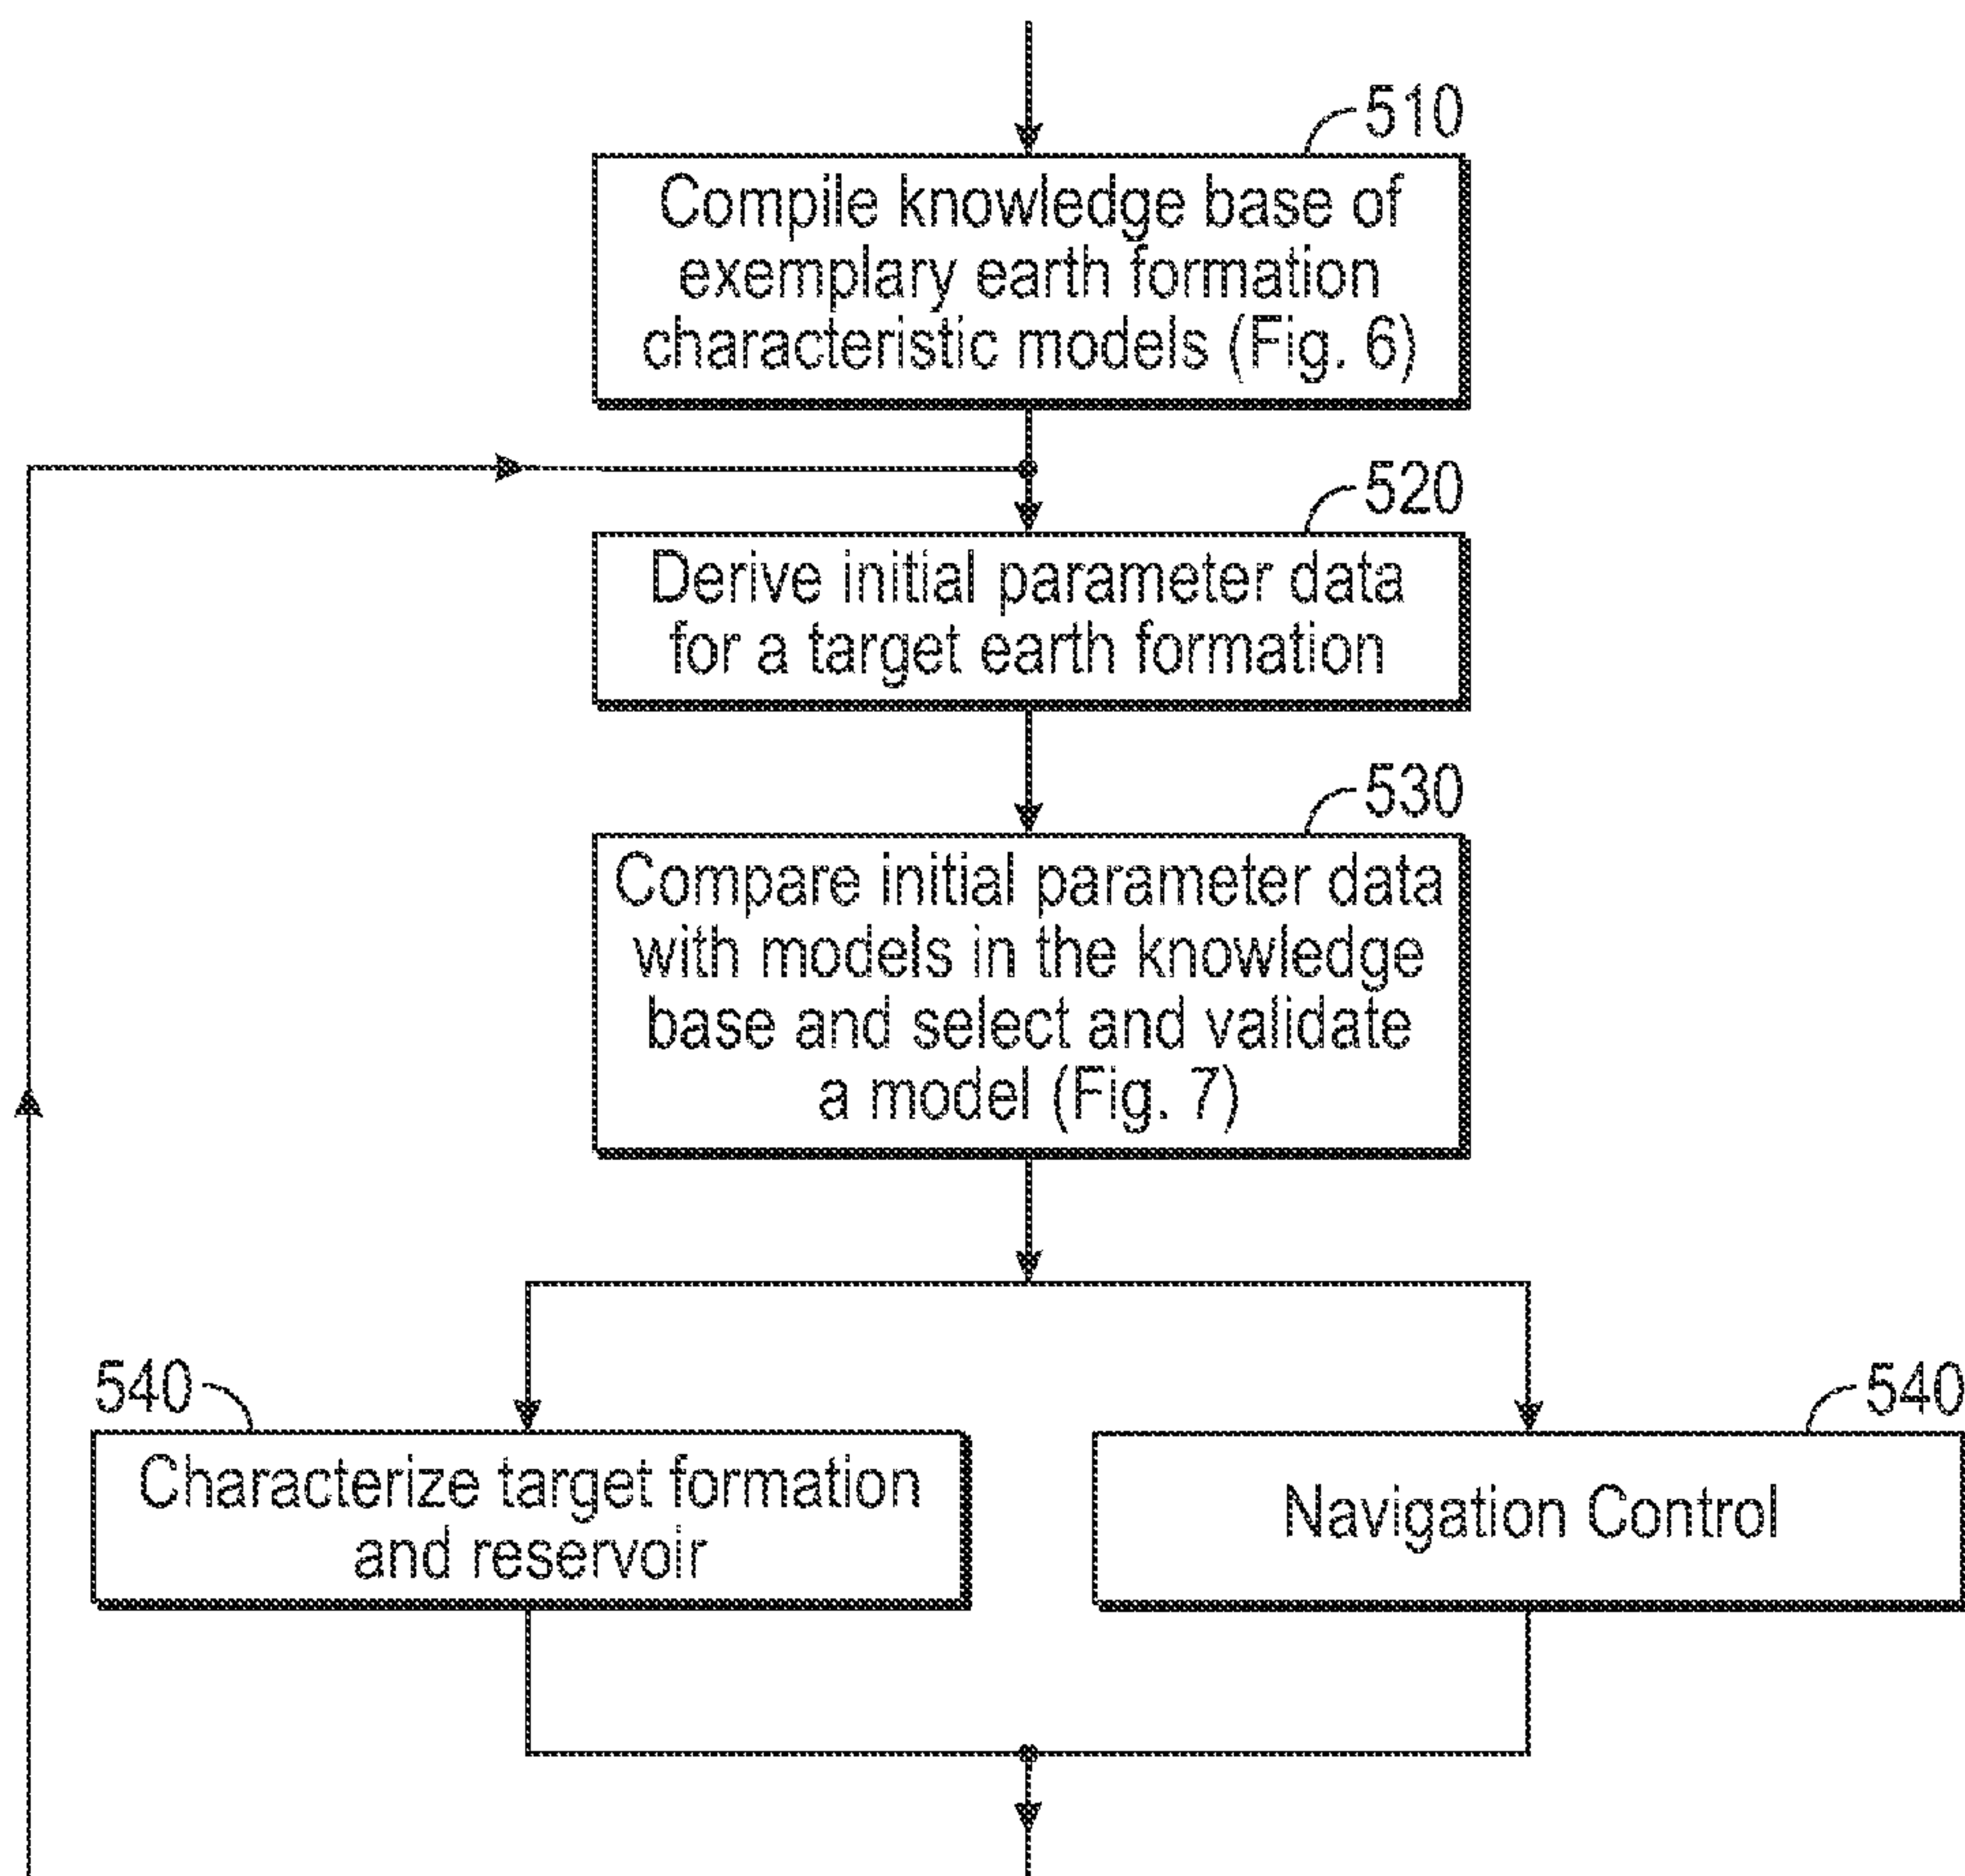 510
Compile knowledge base of
exemplary earth formation
characteristic models (Fig. 6)
520
Derive initial parameter data
for a target earth formation
530
Compare initial parameter data
with models in the knowledge
base and select and validate
a model (Fig. 7)
540
Characterize target formation
and reservoir
540
Navigation Control